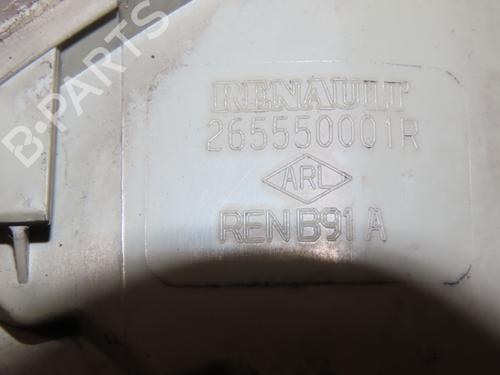 B-PARTS
RENAULT
265550001R
ARL
REN B91 A